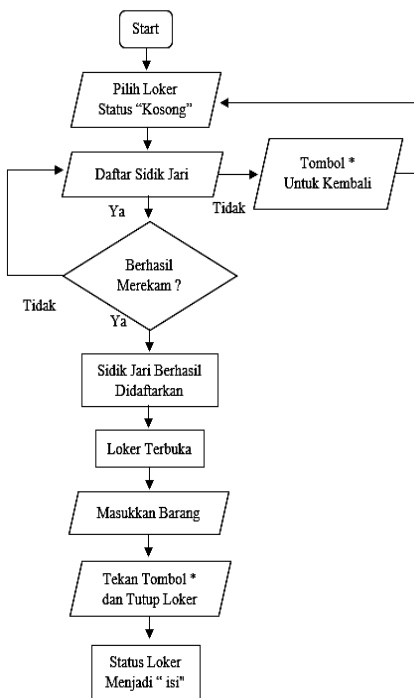 Start
Pilih Loker
Status “Kosong”
Daftar Sidik Jari
Tombol *
Untuk Kembali
Ya
Tidak
Berhasil
Merekam ?
Tidak
Ya
Sidik Jari Berhasil
Didaftarkan
Loker Terbuka
Masukkan Barang
Tekan Tombol *
dan Tutup Loker
Status Loker
Menjadi “ isi"